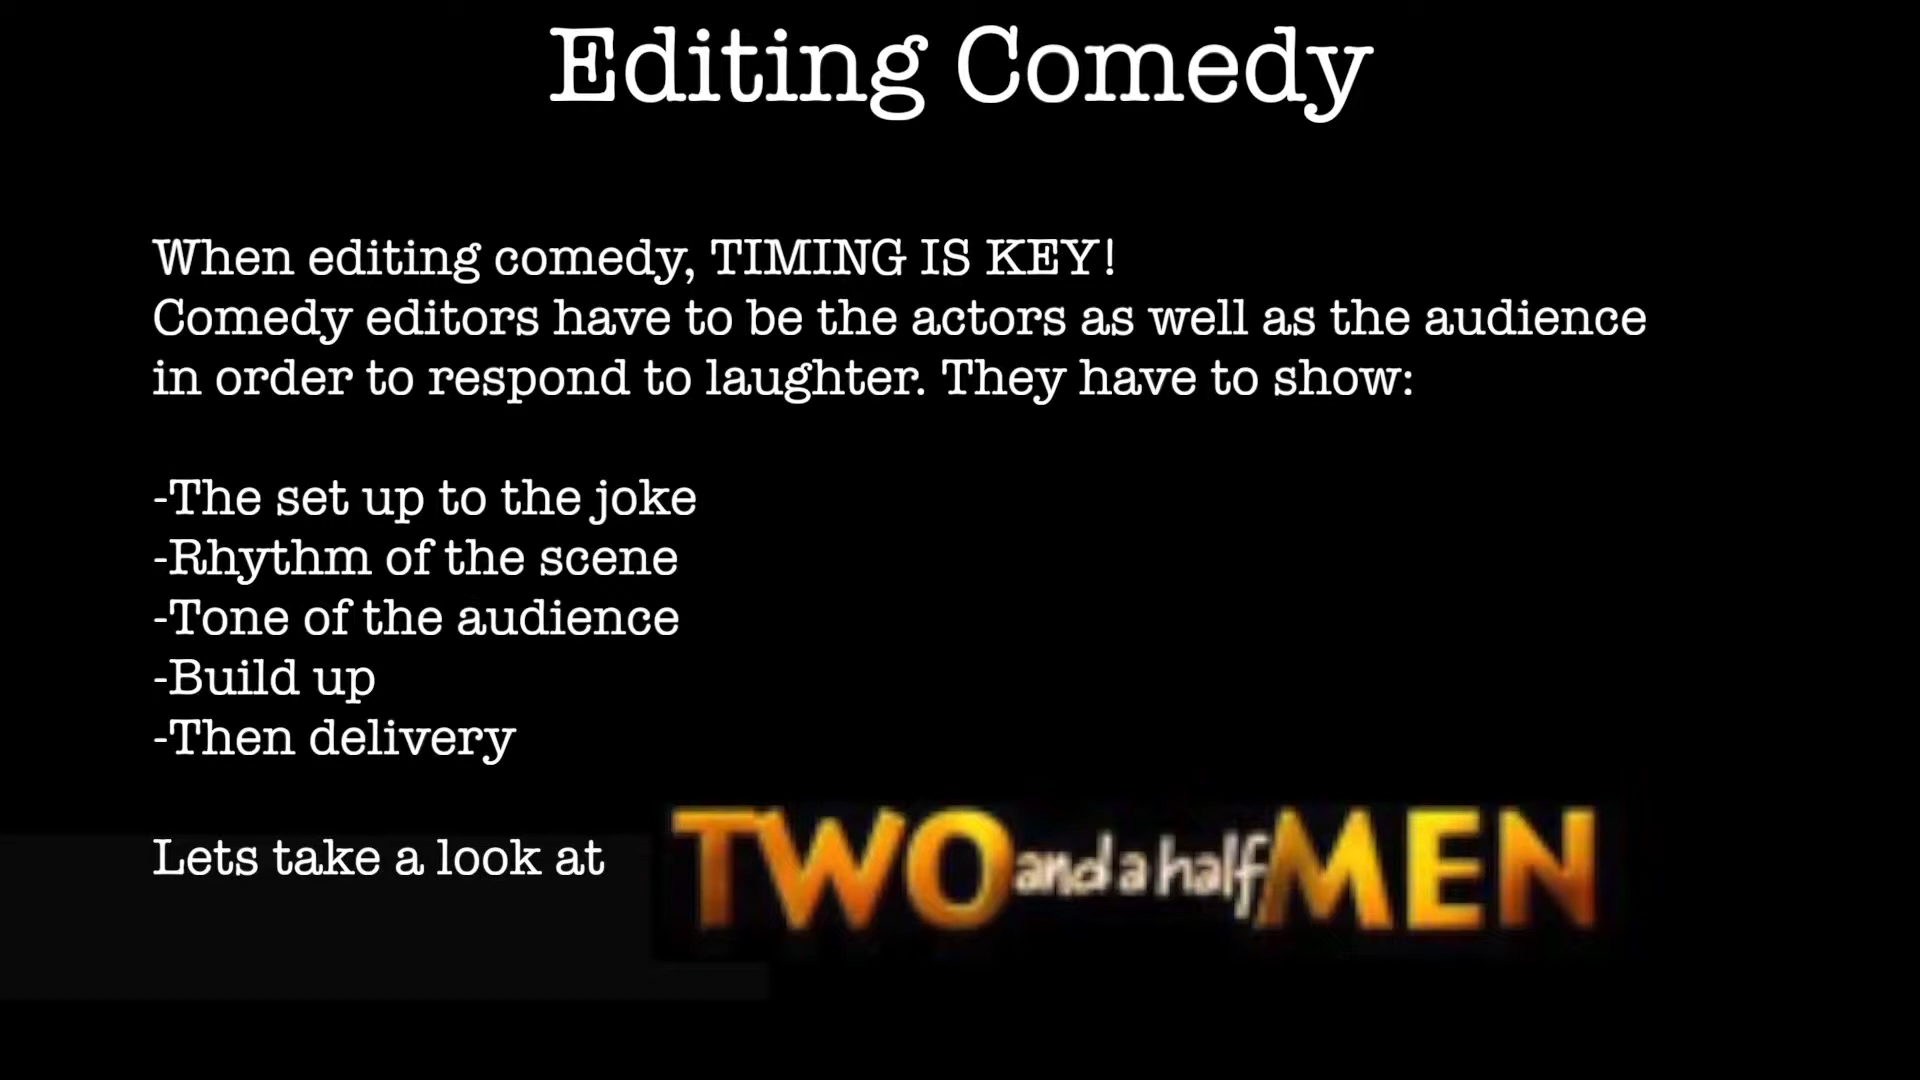 Editing Comedy
When editing comedy, TIMING IS KEY!
Comedy editors have to be the actors as well as the audience
in order to respond to laughter. They have to show:
-The set up to the joke
-Rhythm of the scene
-Tone of the audience
-Build up
-Then delivery
Lets take a look at TWO and a half MEN